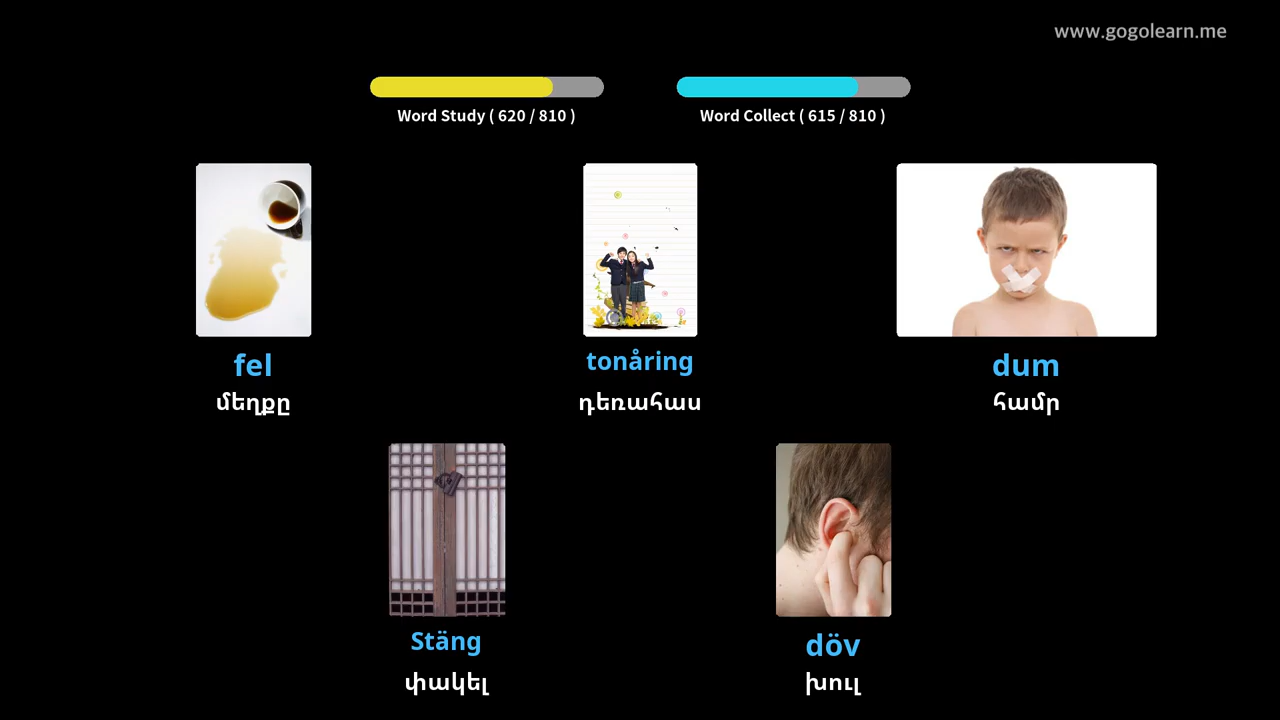 www.gogolearn.me
Word Study ( 620 / 810 )
Word Collect ( 615 / 810 )
fel
մեղքը
tonåring
դեռահաս
dum
համր
Stäng
փակել
döv
խուլ